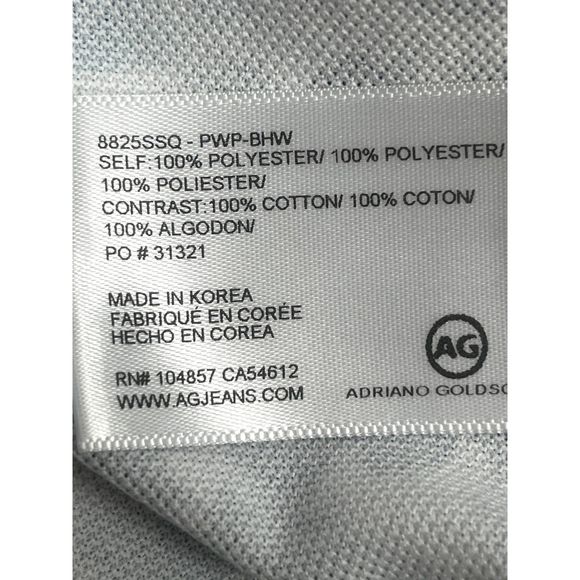 8825SSQ - PWP-BHW
SELF:100% POLYESTER/ 100% POLYESTER/
100% POLIESTER/
CONTRAST:100% COTTON/ 100% COTON/
100% ALGODON/
PO # 31321
MADE IN KOREA
FABRIQUÉ EN CORÉE
HECHO EN COREA
RN# 104857 CA54612
WWW.AGJEANS.COM
AG
ADRIANO